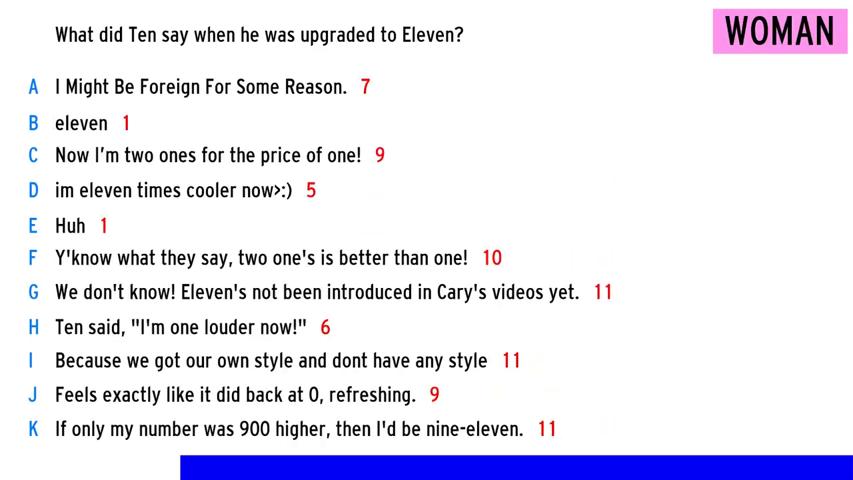 What did Ten say when he was upgraded to Eleven?
WOMAN
A I Might Be Foreign For Some Reason. 7
B eleven 1
C Now I'm two ones for the price of one! 9
D im eleven times cooler now>:) 5
E Huh 1
F Y'know what they say, two one's is better than one! 10
G We don't know! Eleven's not been introduced in Cary's videos yet. 11
H Ten said, "I'm one louder now!" 6
I Because we got our own style and dont have any style 11
J Feels exactly like it did back at 0, refreshing. 9
K If only my number was 900 higher, then I'd be nine-eleven. 11